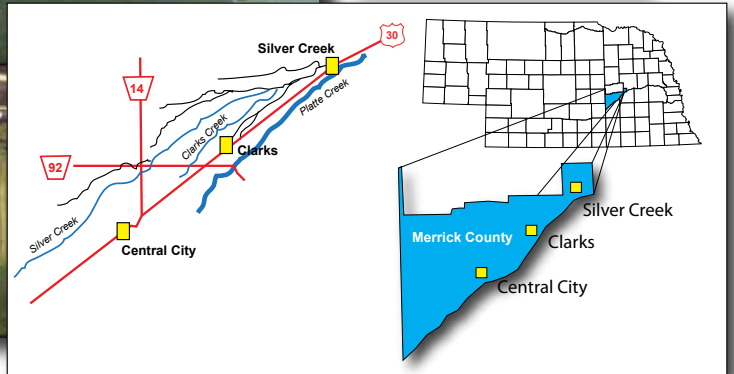 Silver Creek
30
14
Platte Creek
Clarks Creek
92
Clarks
Silver Creek
Central City
Silver Creek
Merrick County
Clarks
Central City